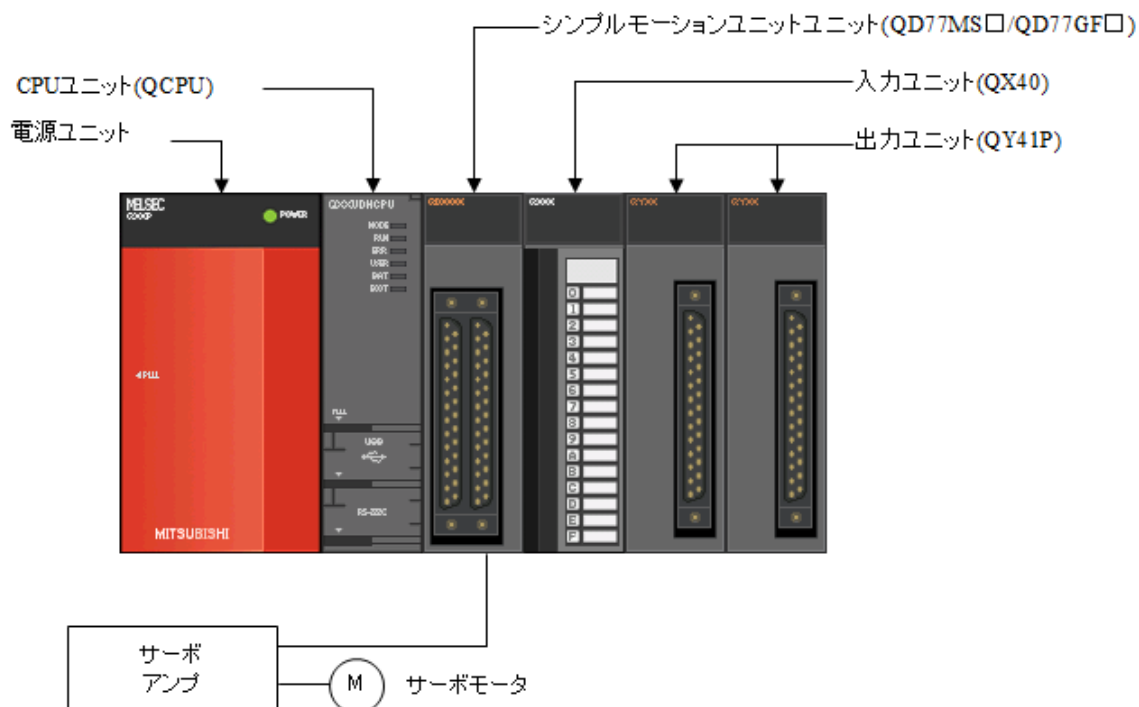 シンプルモーションユニットユニット(QD77MS□/QD77GF□)
CPUユニット(QCPU)
入力ユニット(QX40)
電源ユニット
出力ユニット(QY41P)
MELSEC
POWER
MODE
RUN
ERR
USER
BAT
BOOT
0
1
2
3
4
5
6
7
8
9
A
B
C
D
E
F
PULL
PULL
USB
RS-232C
MITSUBISHI
サーボ
アンプ
M
サーボモータ